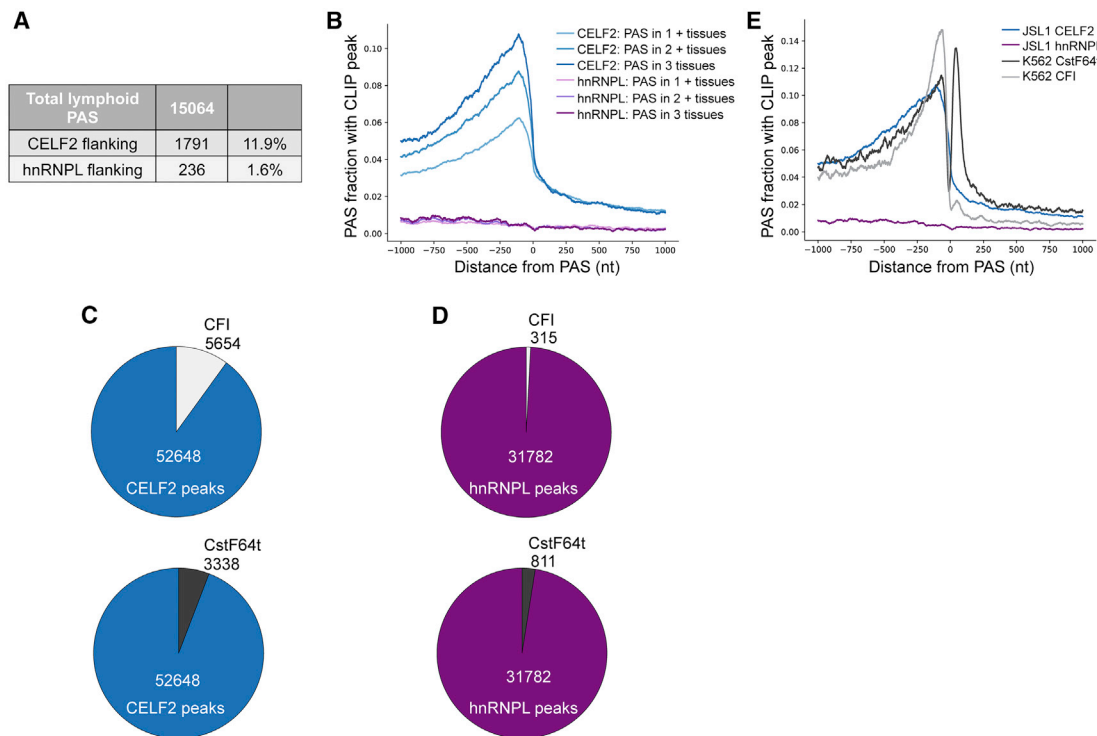 A
Total lymphoid PAS 15064
CELF2 flanking 1791 11.9%
hnRNPL flanking 236 1.6%
B
PAS fraction with CLIP peak
0.10
0.08
0.06
0.04
0.02
0.00
−1000 −750 −500 −250 0 250 500 750 1000
Distance from PAS (nt)
CELF2: PAS in 1 + tissues
CELF2: PAS in 2 + tissues
CELF2: PAS in 3 tissues
hnRNPL: PAS in 1 + tissues
hnRNPL: PAS in 2 + tissues
hnRNPL: PAS in 3 tissues
E
PAS fraction with CLIP peak
0.14
0.12
0.10
0.08
0.06
0.04
0.02
0.00
−1000 −750 −500 −250 0 250 500 750 1000
Distance from PAS (nt)
JSL1 CELF2
JSL1 hnRNPL
K562 CstF64t
K562 CFI
C
CFI
5654
52648
CELF2 peaks
CstF64t
3338
52648
CELF2 peaks
D
CFI
315
31782
hnRNPL peaks
CstF64t
811
31782
hnRNPL peaks